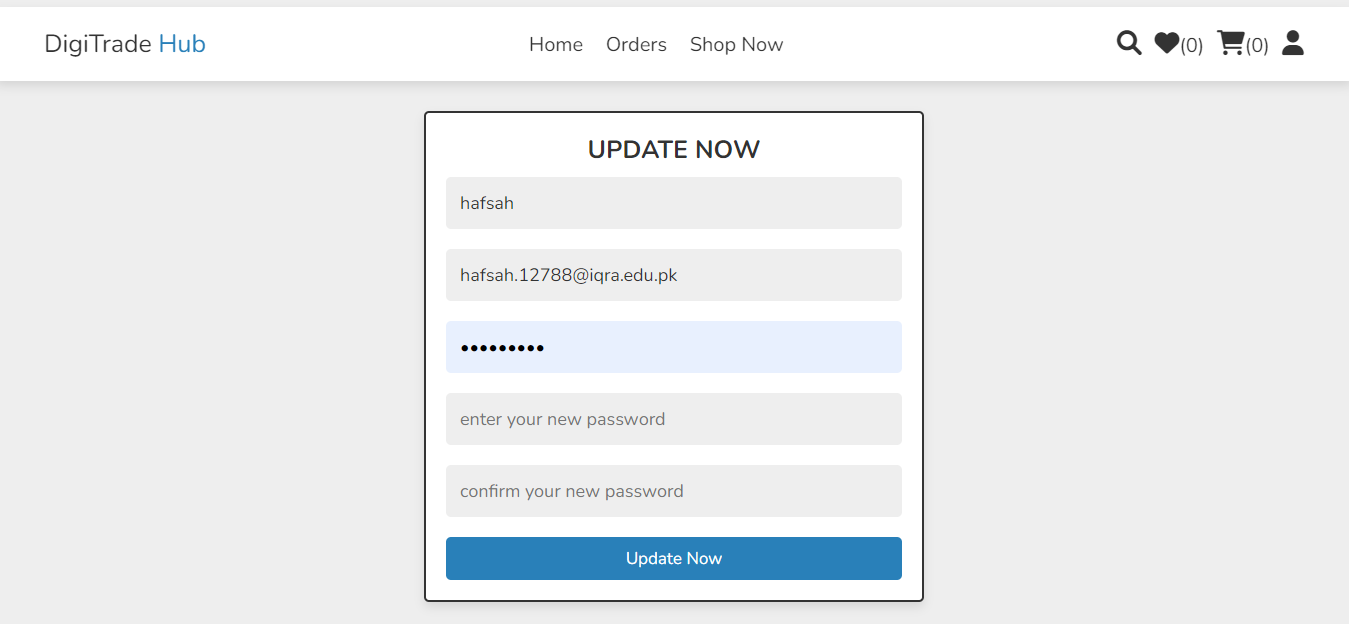 DigiTrade Hub Home Orders Shop Now (0) (0)
UPDATE NOW
hafsah
hafsah.12788@iqra.edu.pk
•••••••••
enter your new password
confirm your new password
Update Now